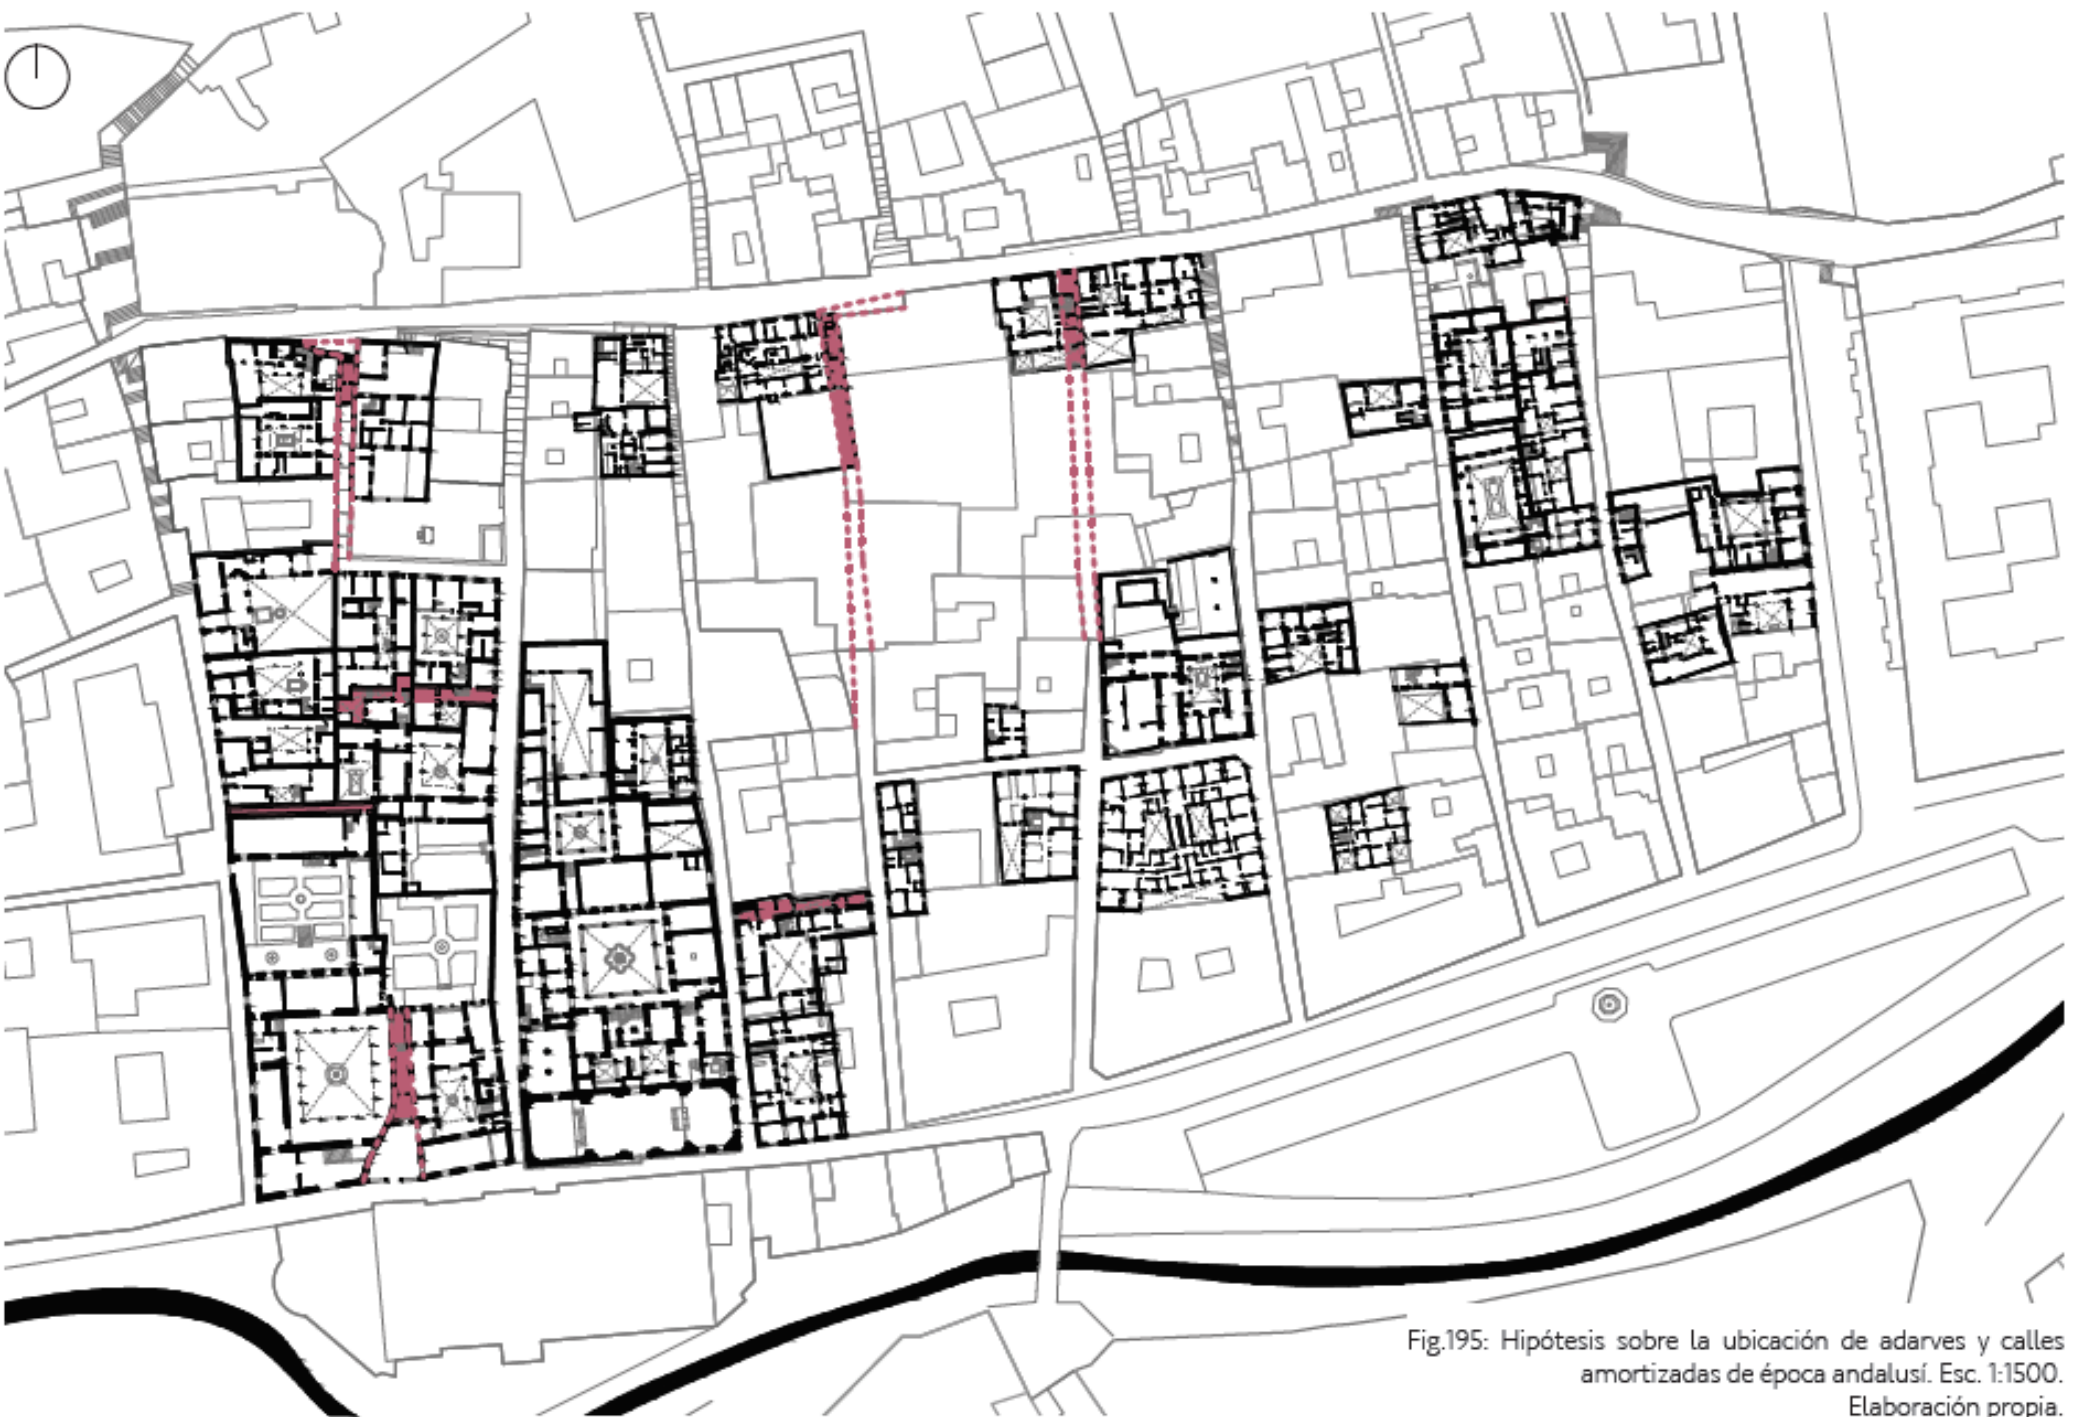 Fig.195: Hipótesis sobre la ubicación de adarves y calles
amortizadas de época andalusí. Esc. 1:1500.
Elaboración propia.